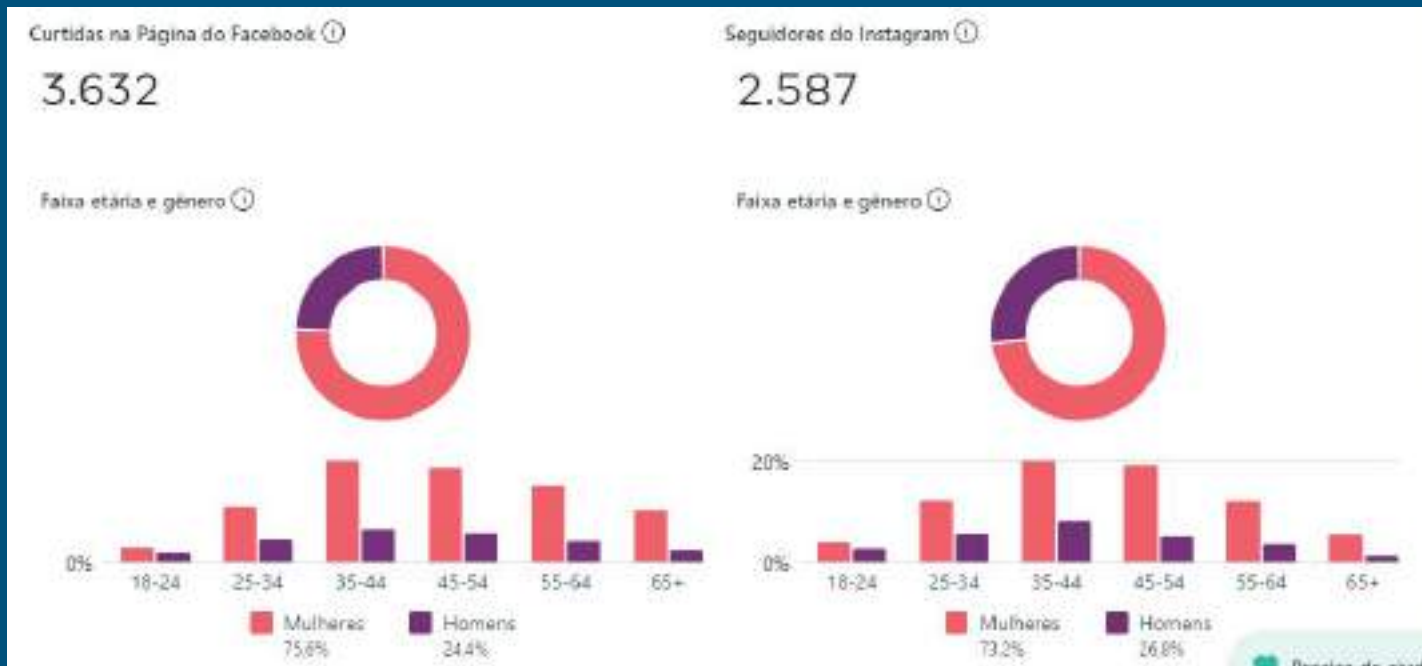 Curtidas na Página do Facebook
3.632
Faixa etária e gênero
0%
18-24 25-34 35-44 45-54 55-64 65+
Mulheres Homens
75,6% 24,4%
Seguidores do Instagram
2.587
Faixa etária e gênero
20%
0%
18-24 25-34 35-44 45-54 55-64 65+
Mulheres Homens
73,2% 26,8%